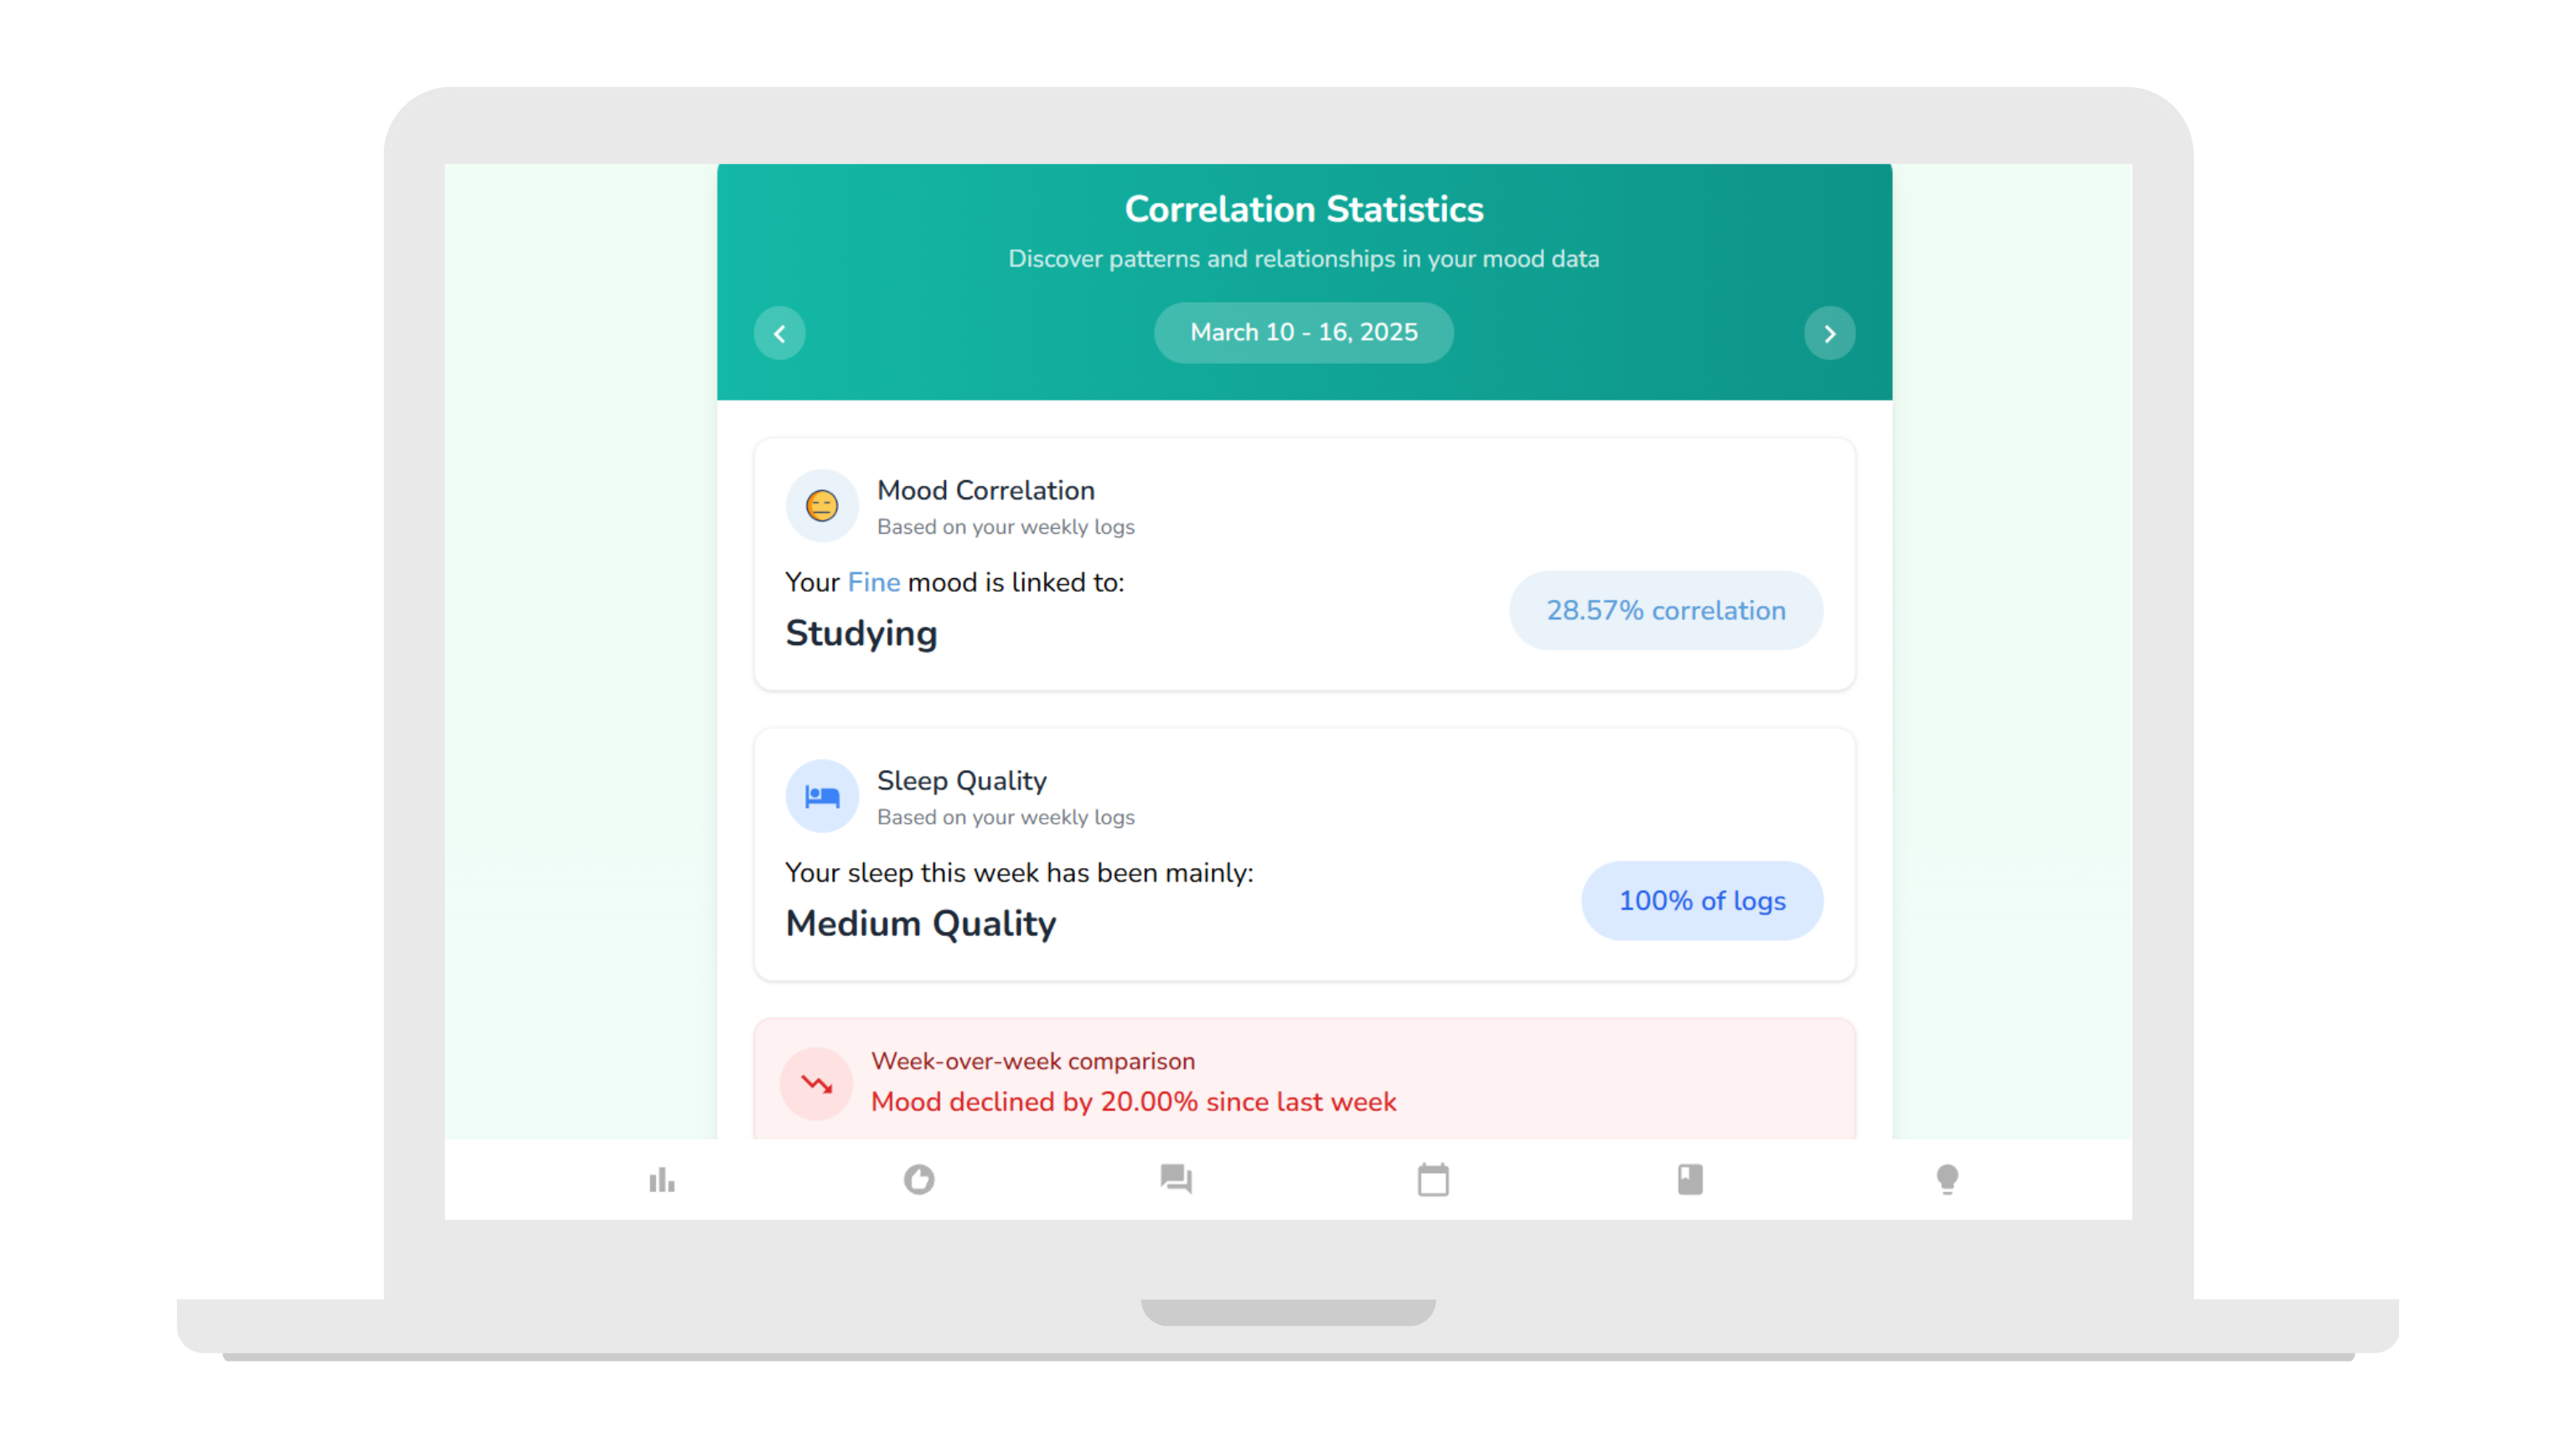 Correlation Statistics
Discover patterns and relationships in your mood data
March 10 - 16, 2025
Mood Correlation
Based on your weekly logs
Your Fine mood is linked to:
Studying
28.57% correlation
Sleep Quality
Based on your weekly logs
Your sleep this week has been mainly:
Medium Quality
100% of logs
Week-over-week comparison
Mood declined by 20.00% since last week